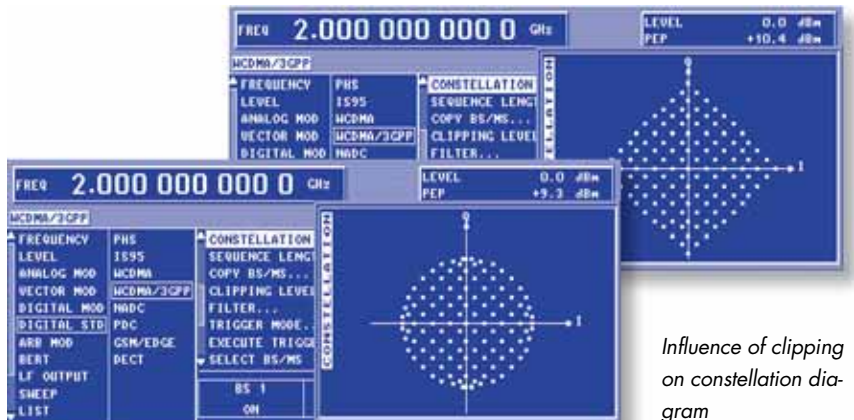 FREQ 2.000 000 000 0 GHz
LEVEL 0.0 dBm
PEP +10.4 dBm
WCDMA/3GPP
FREQUENCY PHS CONSTELLATION
LEVEL IS95 SEQUENCE LENGT
ANALOG MOD WCDMA COPY BS/MS...
VECTOR MOD WCDMA/3GPP CLIPPING LEVEL
DIGITAL MOD NADC FILTER...
Q
I
FREQ 2.000 000 000 0 GHz
LEVEL 0.0 dBm
PEP +9.3 dBm
WCDMA/3GPP
FREQUENCY PHS CONSTELLATION
LEVEL IS95 SEQUENCE LENGT
ANALOG MOD WCDMA COPY BS/MS...
VECTOR MOD WCDMA/3GPP CLIPPING LEVEL
DIGITAL MOD NADC FILTER...
DIGITAL STD PDC TRIGGER MODE..
ARB MOD GSM/EDGE EXECUTE TRIGGE
BERT DECT SELECT BS/MS
LF OUTPUT
SWEEP BS 1
LIST ON
CONSTELLATION
Q
I
Influence of clipping
on constellation dia-
gram